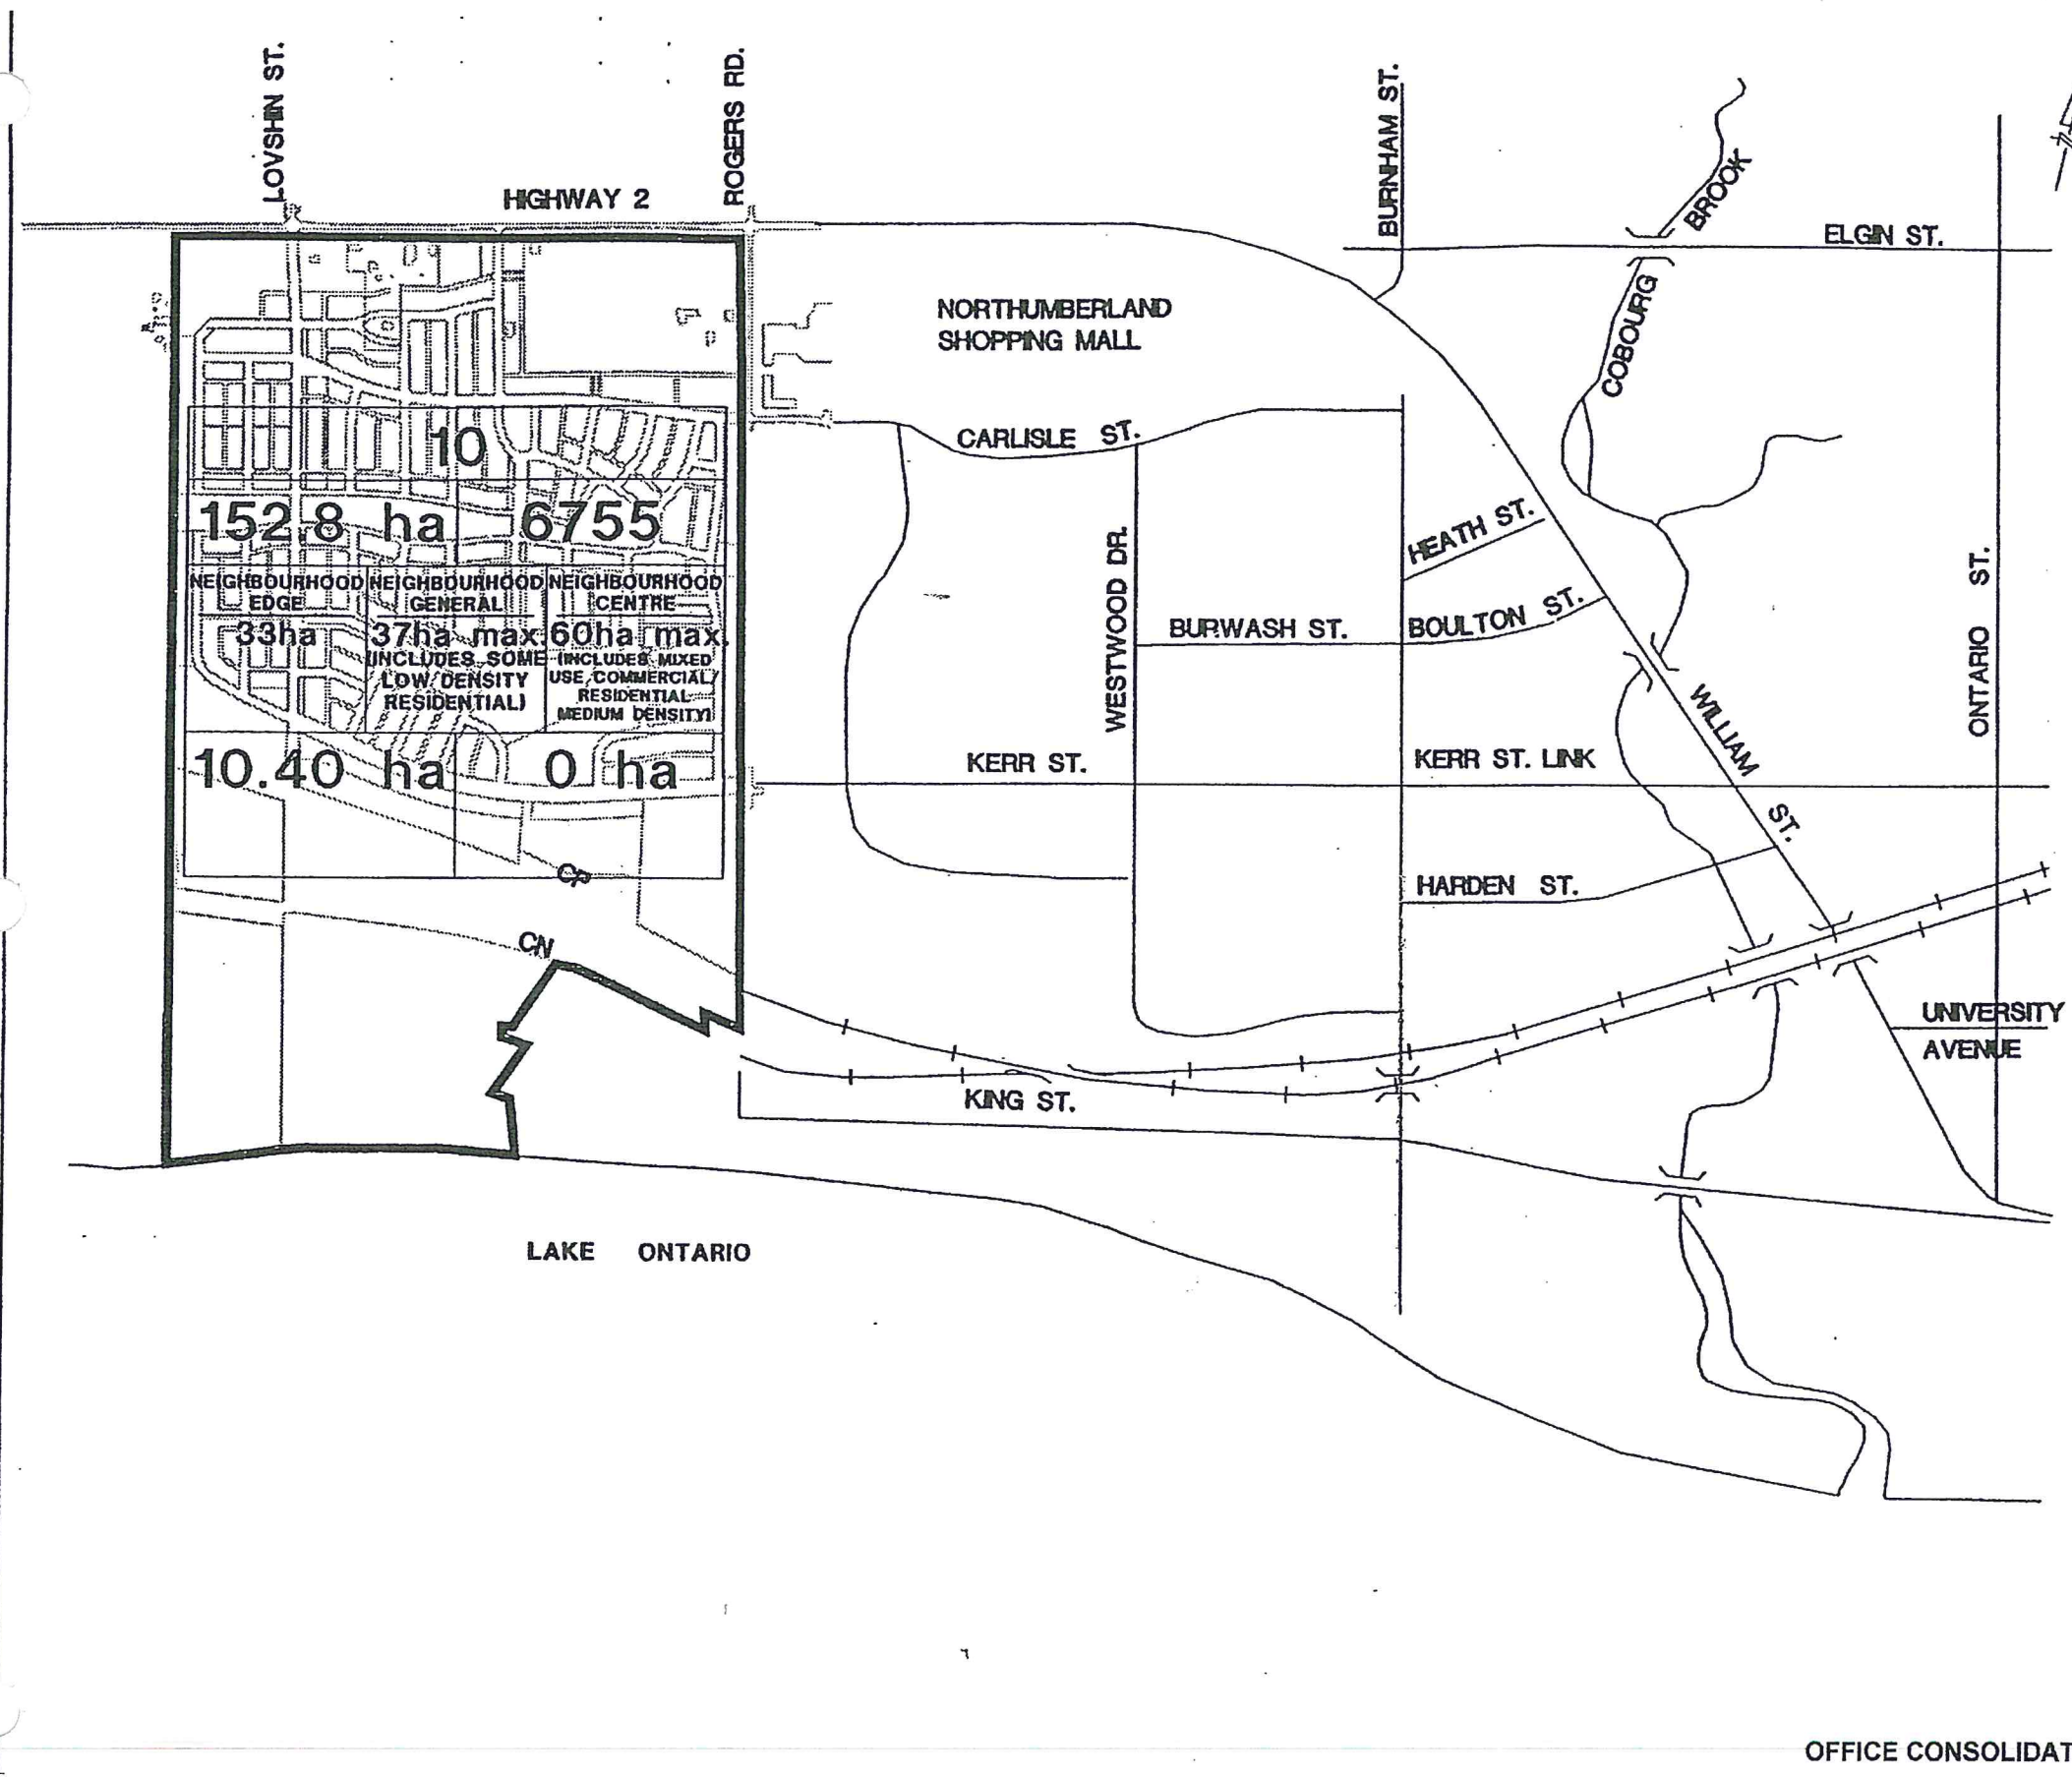 LOVSHIN ST.
ROGERS RD.
BURNHAM ST.
HIGHWAY 2
BROOK
ELGIN ST.
COBOURG
NORTHUMBERLAND
SHOPPING MALL
CARLISLE ST.
10
152.8 ha
6755
HEATH ST.
WESTWOOD DR.
ONTARIO ST.
NEIGHBOURHOOD
EDGE
33ha
NEIGHBOURHOOD
GENERAL
37ha max.
(INCLUDES SOME
LOW DENSITY
RESIDENTIAL)
NEIGHBOURHOOD
CENTRE
60ha max.
(INCLUDES MIXED
USE, COMMERCIAL/
RESIDENTIAL
MEDIUM DENSITY)
BURWASH ST.
BOULTON ST.
WILLIAM ST.
10.40 ha
0 ha
KERR ST.
KERR ST. LINK
CP
HARDEN ST.
CN
UNIVERSITY
AVENUE
KING ST.
LAKE ONTARIO
OFFICE CONSOLIDAT